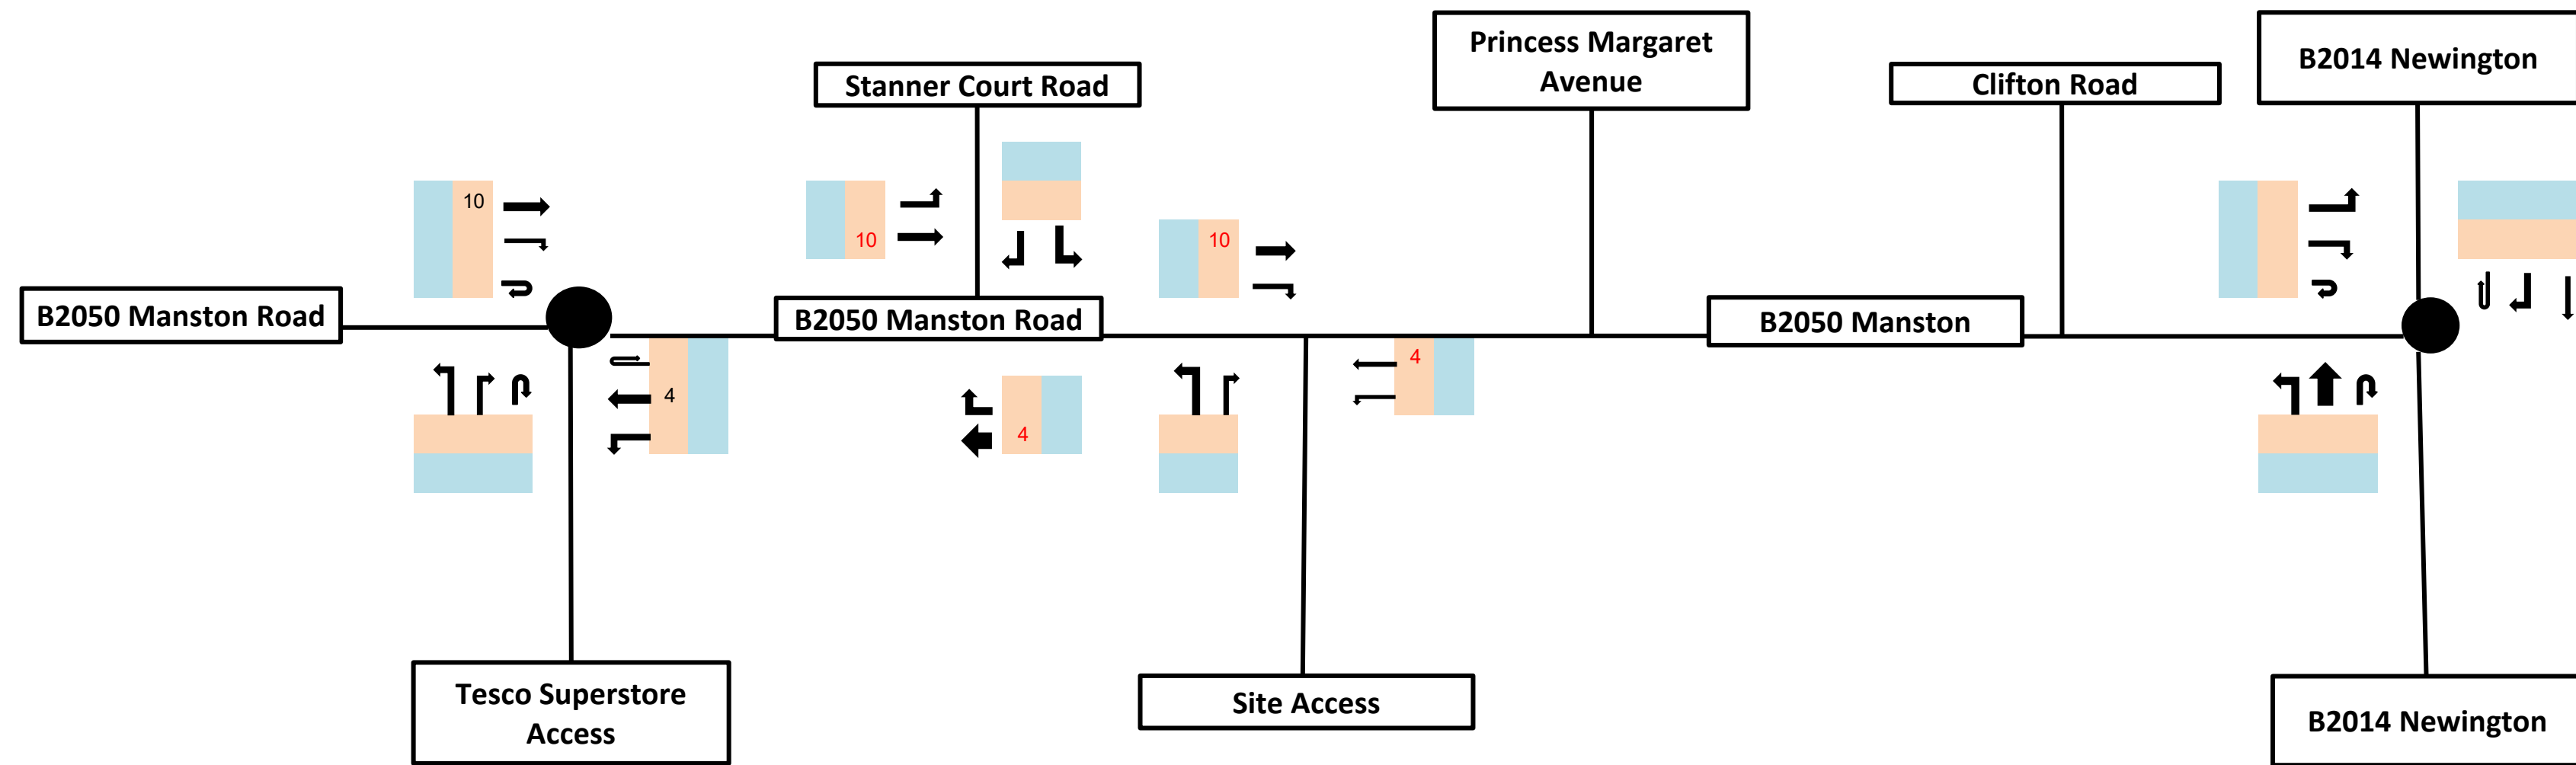 Princess Margaret
Avenue
B2014 Newington
Stanner Court Road
Clifton Road
10
10
10
B2050 Manston Road
B2050 Manston Road
B2050 Manston
4
4
4
Tesco Superstore
Access
Site Access
B2014 Newington